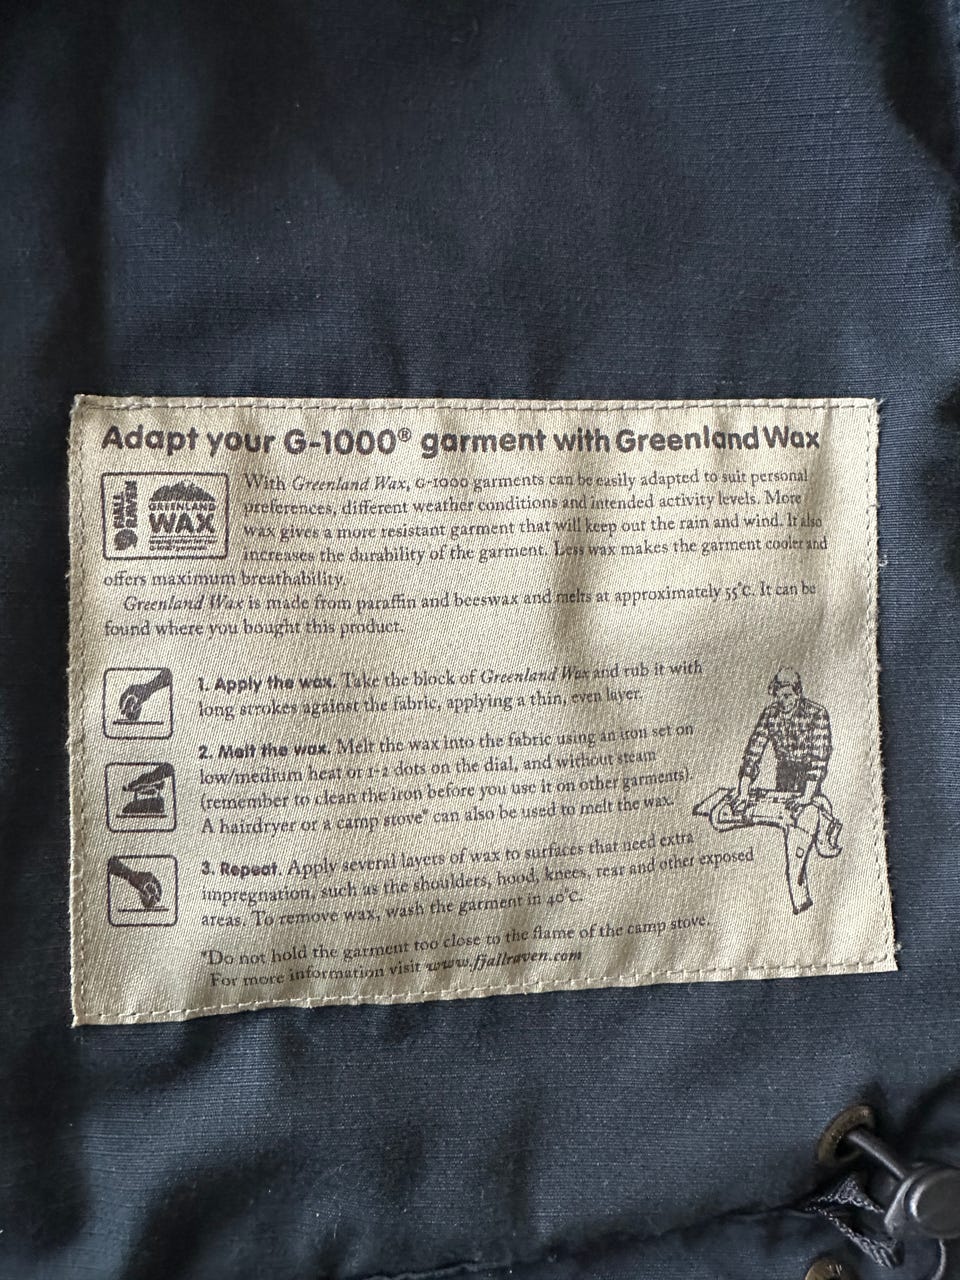 Adapt your G-1000® garment with Greenland Wax
FJÄLL
RÄVEN
GREENLAND
WAX
With Greenland Wax, G-1000 garments can be easily adapted to suit personal
preferences, different weather conditions and intended activity levels. More
wax gives a more resistant garment that will keep out the rain and wind. It also
increases the durability of the garment. Less wax makes the garment cooler and
offers maximum breathability.
Greenland Wax is made from paraffin and beeswax and melts at approximately 55°C. It can be
found where you bought this product.
1. Apply the wax. Take the block of Greenland Wax and rub it with
long strokes against the fabric, applying a thin, even layer.
2. Melt the wax. Melt the wax into the fabric using an iron set on
low/medium heat or 1-2 dots on the dial, and without steam
(remember to clean the iron before you use it on other garments).
A hairdryer or a camp stove* can also be used to melt the wax.
3. Repeat. Apply several layers of wax to surfaces that need extra
impregnation, such as the shoulders, hood, knees, rear and other exposed
areas. To remove wax, wash the garment in 40°C.
*Do not hold the garment too close to the flame of the camp stove.
For more information visit www.fjallraven.com